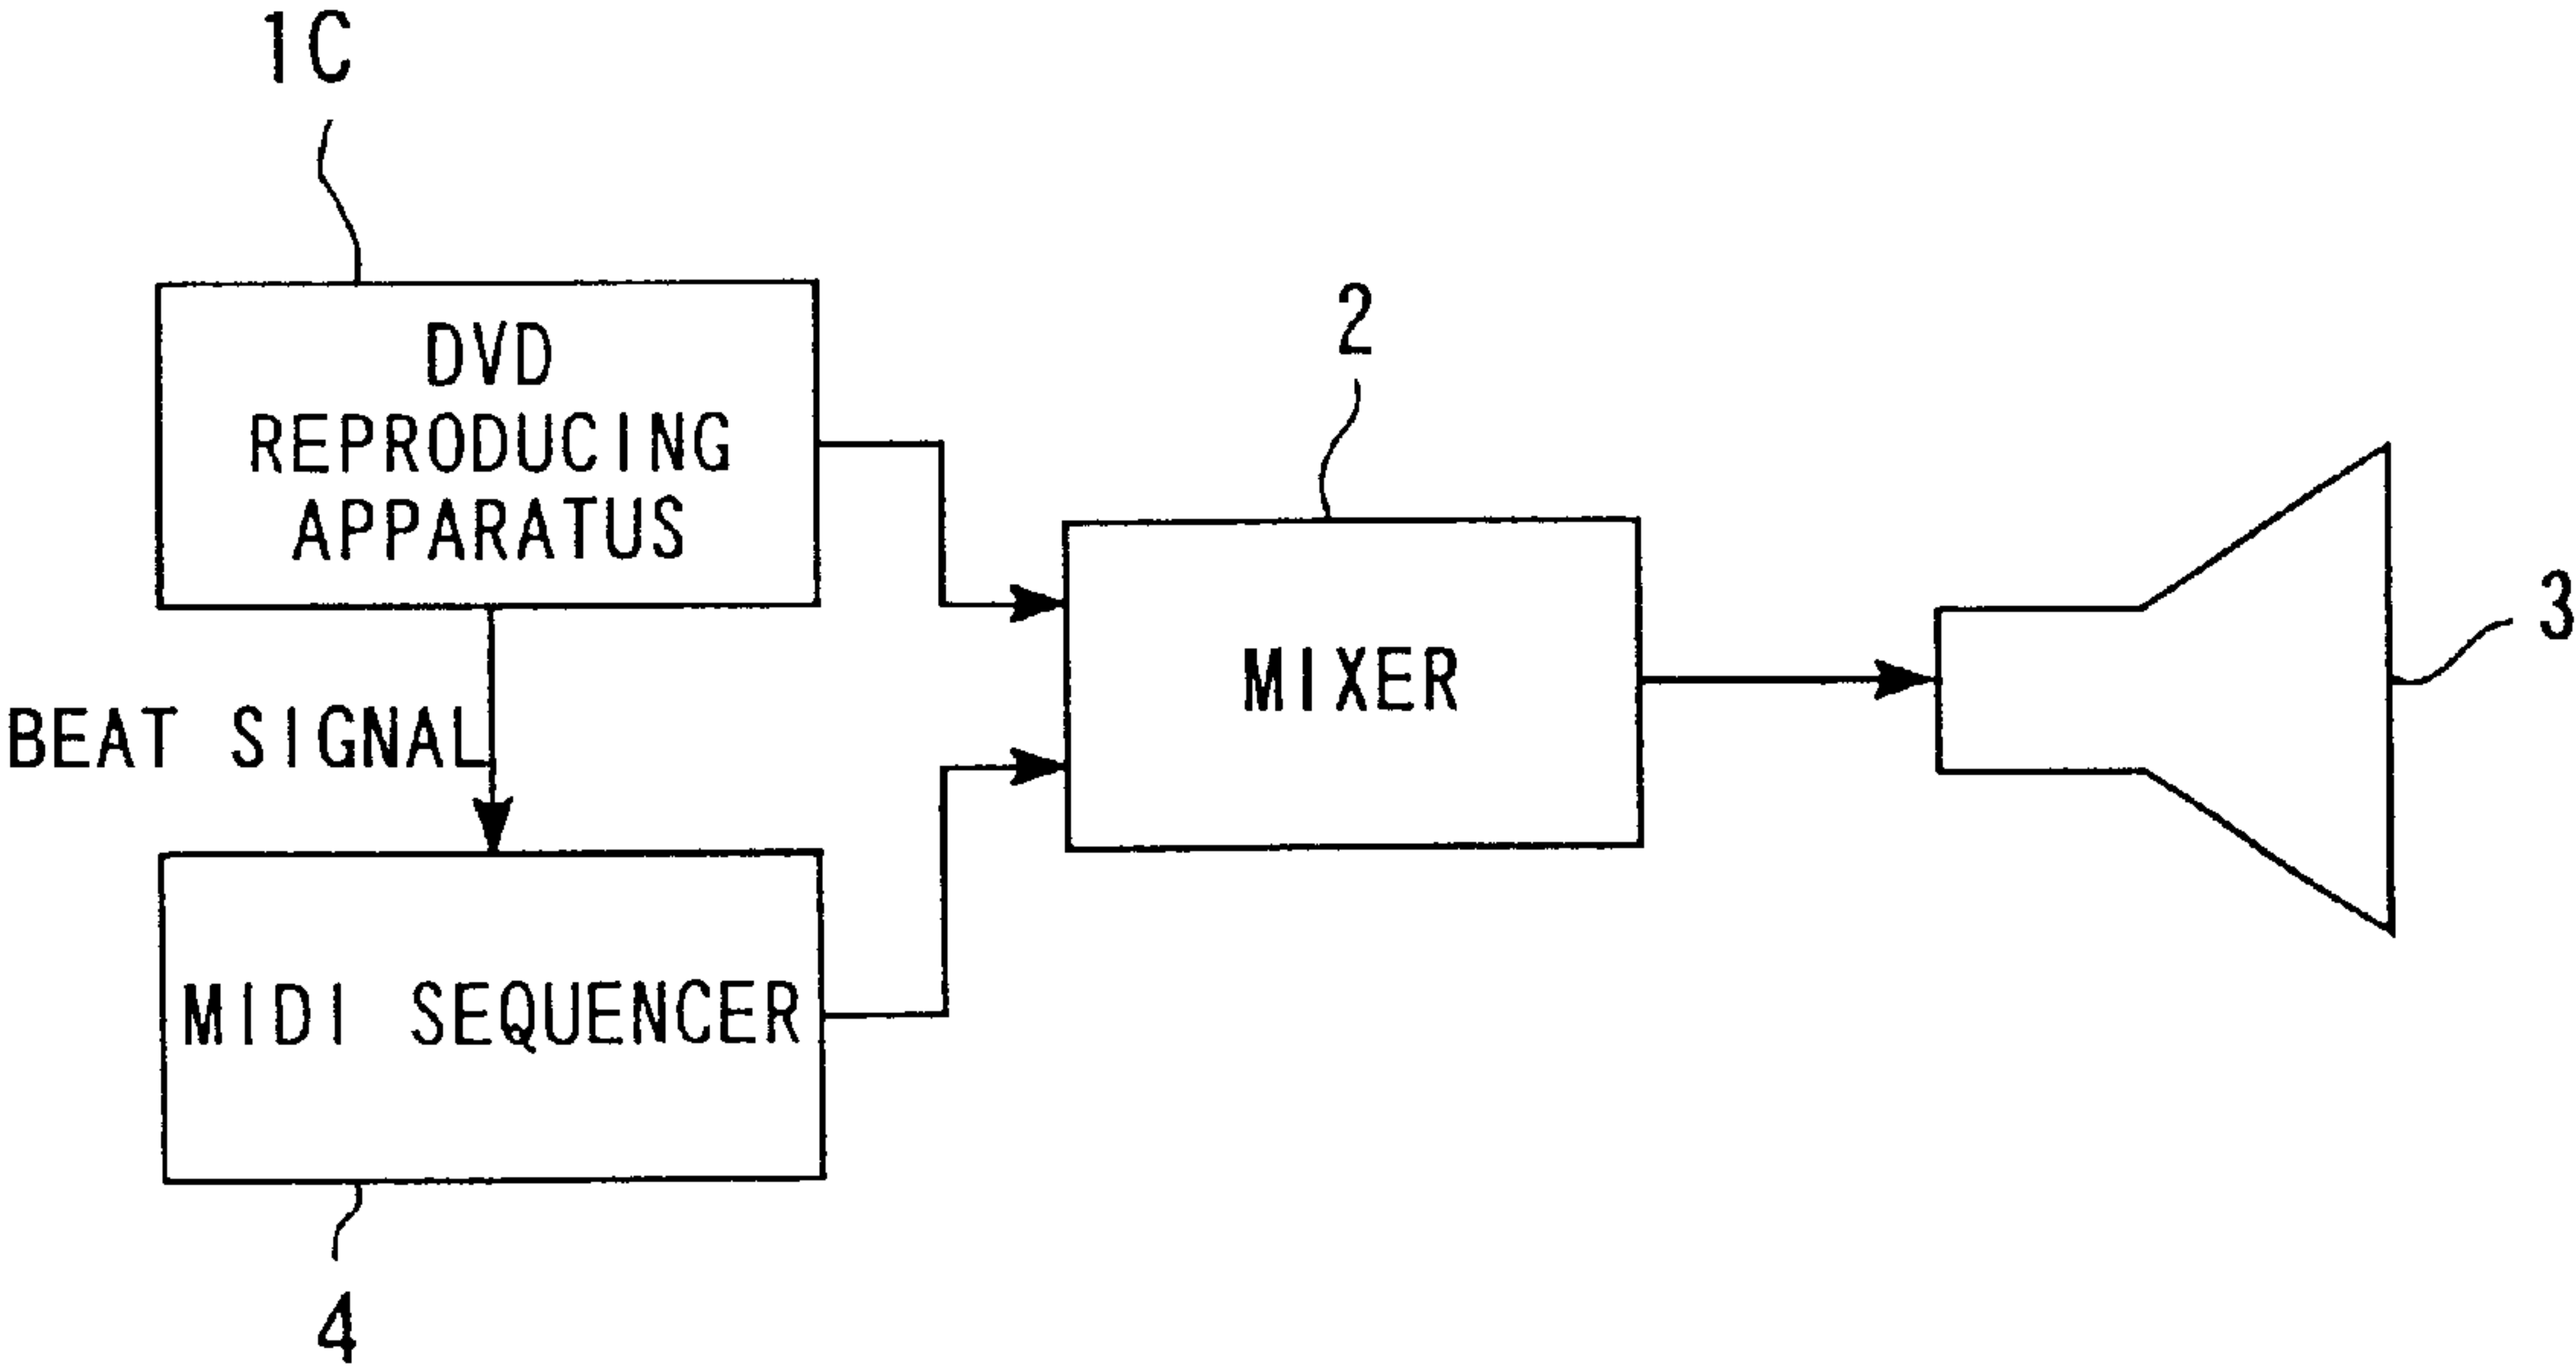 1C
DVD
REPRODUCING
APPARATUS
2
MIXER
3
BEAT SIGNAL
MIDI SEQUENCER
4